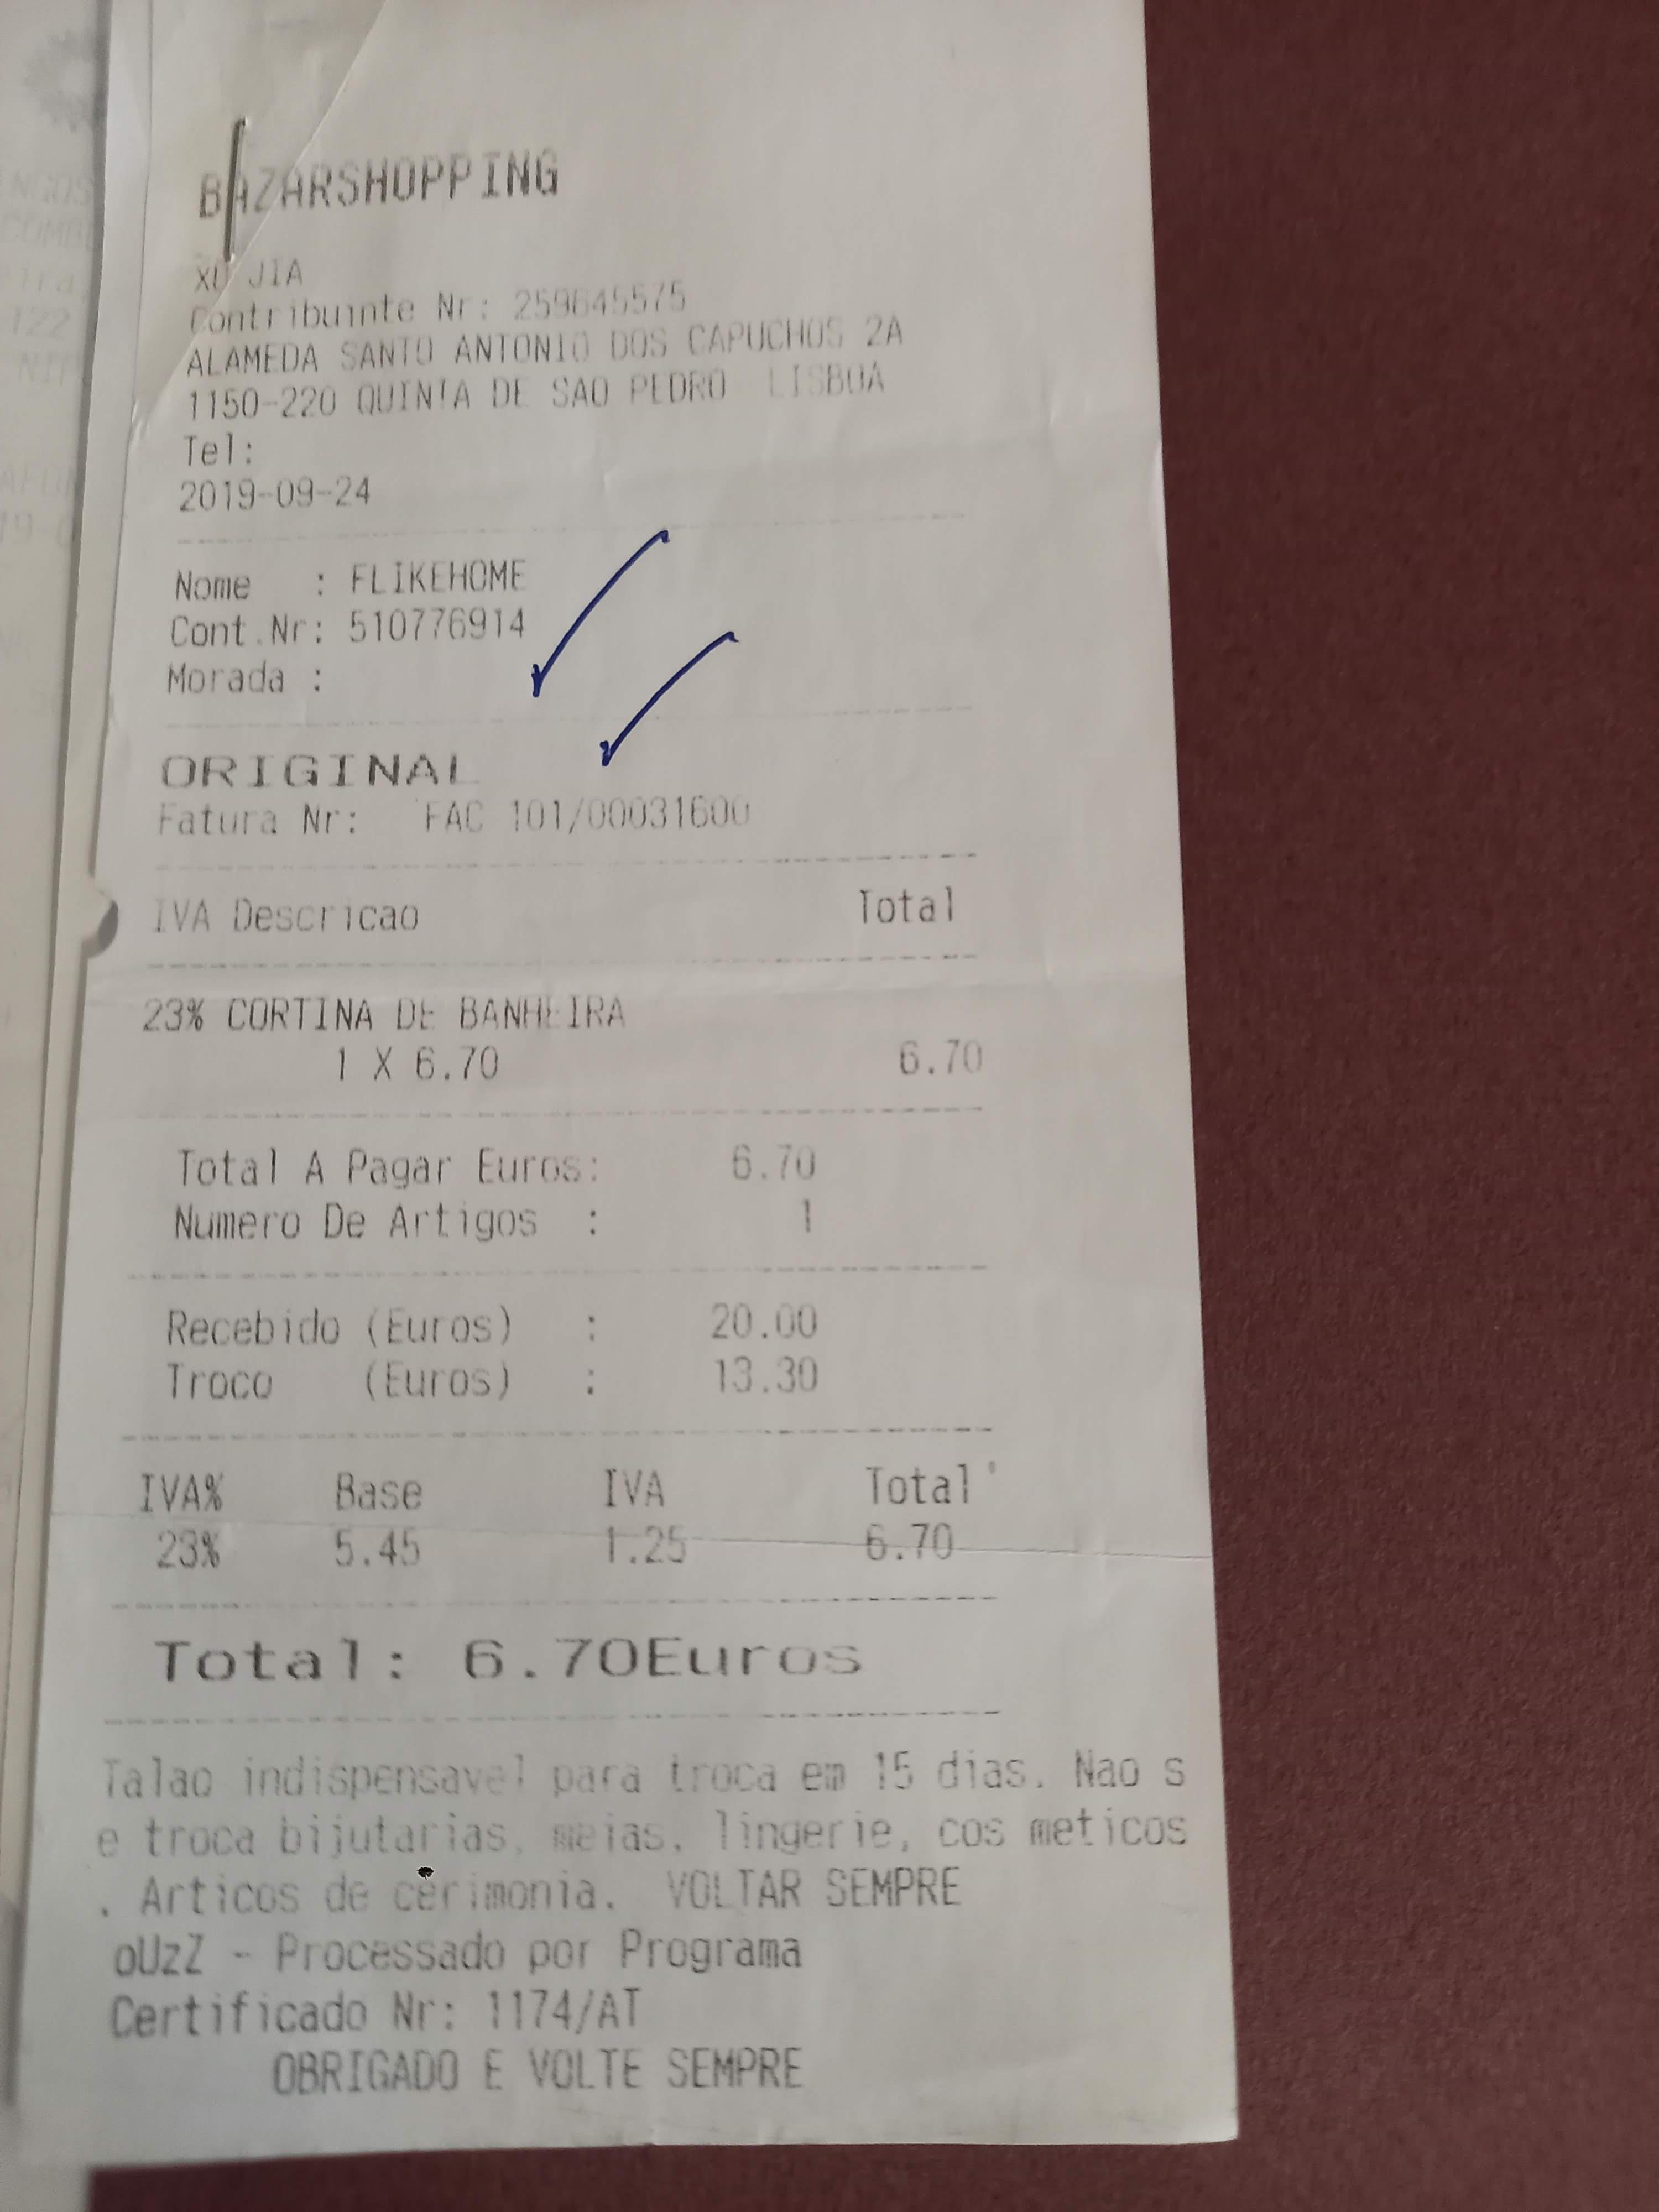 BAZARSHOPPING
XU JIA
Contribuinte Nr: 259645575
ALAMEDA SANTO ANTONIO DOS CAPUCHOS 2A
1150-220 QUINTA DE SAO PEDRO LISBOA
Tel:
2019-09-24
Nome : FLIKEHOME
Cont.Nr: 510776914
Morada :
ORIGINAL
Fatura Nr: FAC 101/00031600
IVA Descricao Total
23% CORTINA DE BANHEIRA
1 X 6.70 6.70
Total A Pagar Euros: 6.70
Numero De Artigos : 1
Recebido (Euros) : 20.00
Troco (Euros) : 13.30
IVA% Base IVA Total
23% 5.45 1.25 6.70
Total: 6.70Euros
Talao indispensavel para troca em 15 dias. Nao s
e troca bijutarias, meias, lingerie, cos meticos
. Articos de cerimonia. VOLTAR SEMPRE
oUzZ - Processado por Programa
Certificado Nr: 1174/AT
OBRIGADO E VOLTE SEMPRE